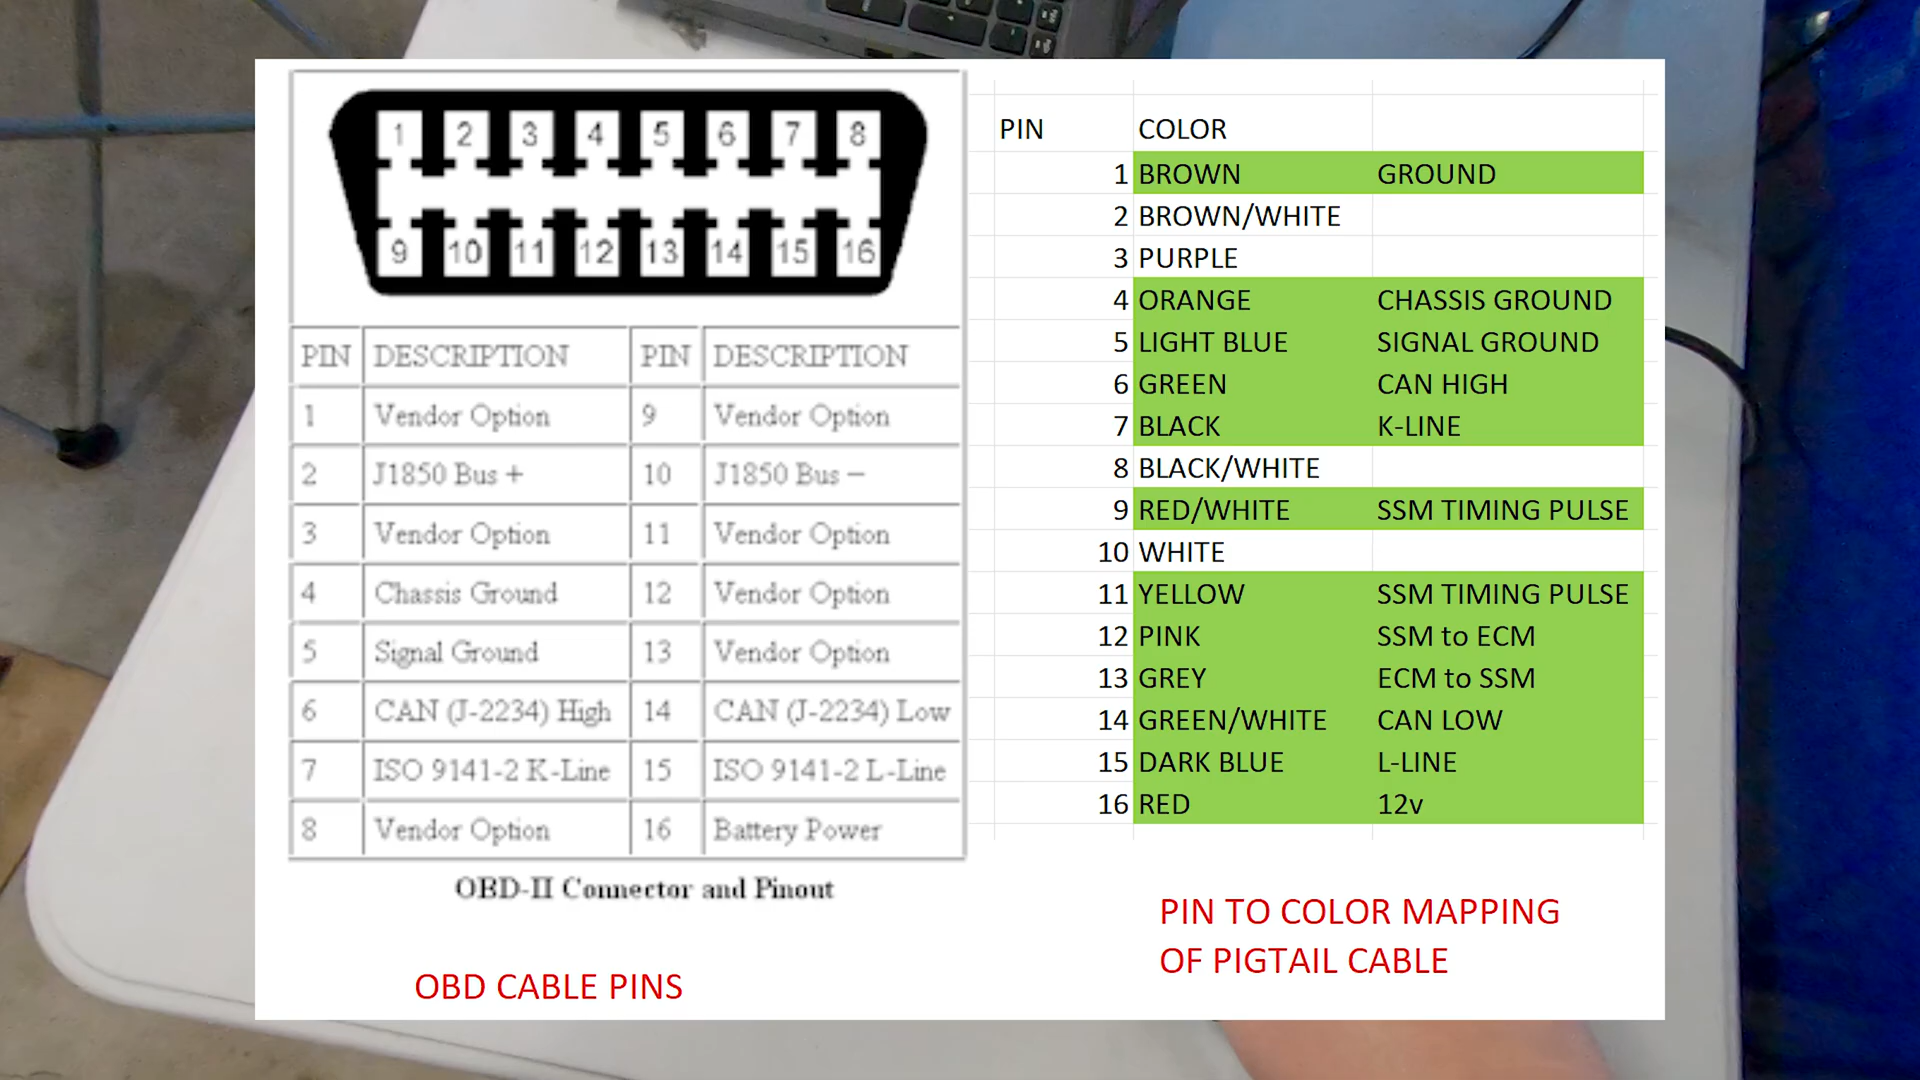 1 2 3 4 5 6 7 8
9 10 11 12 13 14 15 16
PIN DESCRIPTION PIN DESCRIPTION
1 Vendor Option 9 Vendor Option
2 J1850 Bus + 10 J1850 Bus −
3 Vendor Option 11 Vendor Option
4 Chassis Ground 12 Vendor Option
5 Signal Ground 13 Vendor Option
6 CAN (J-2234) High 14 CAN (J-2234) Low
7 ISO 9141-2 K-Line 15 ISO 9141-2 L-Line
8 Vendor Option 16 Battery Power
OBD-II Connector and Pinout
OBD CABLE PINS
PIN COLOR
1 BROWN GROUND
2 BROWN/WHITE
3 PURPLE
4 ORANGE CHASSIS GROUND
5 LIGHT BLUE SIGNAL GROUND
6 GREEN CAN HIGH
7 BLACK K-LINE
8 BLACK/WHITE
9 RED/WHITE SSM TIMING PULSE
10 WHITE
11 YELLOW SSM TIMING PULSE
12 PINK SSM to ECM
13 GREY ECM to SSM
14 GREEN/WHITE CAN LOW
15 DARK BLUE L-LINE
16 RED 12v
PIN TO COLOR MAPPING
OF PIGTAIL CABLE